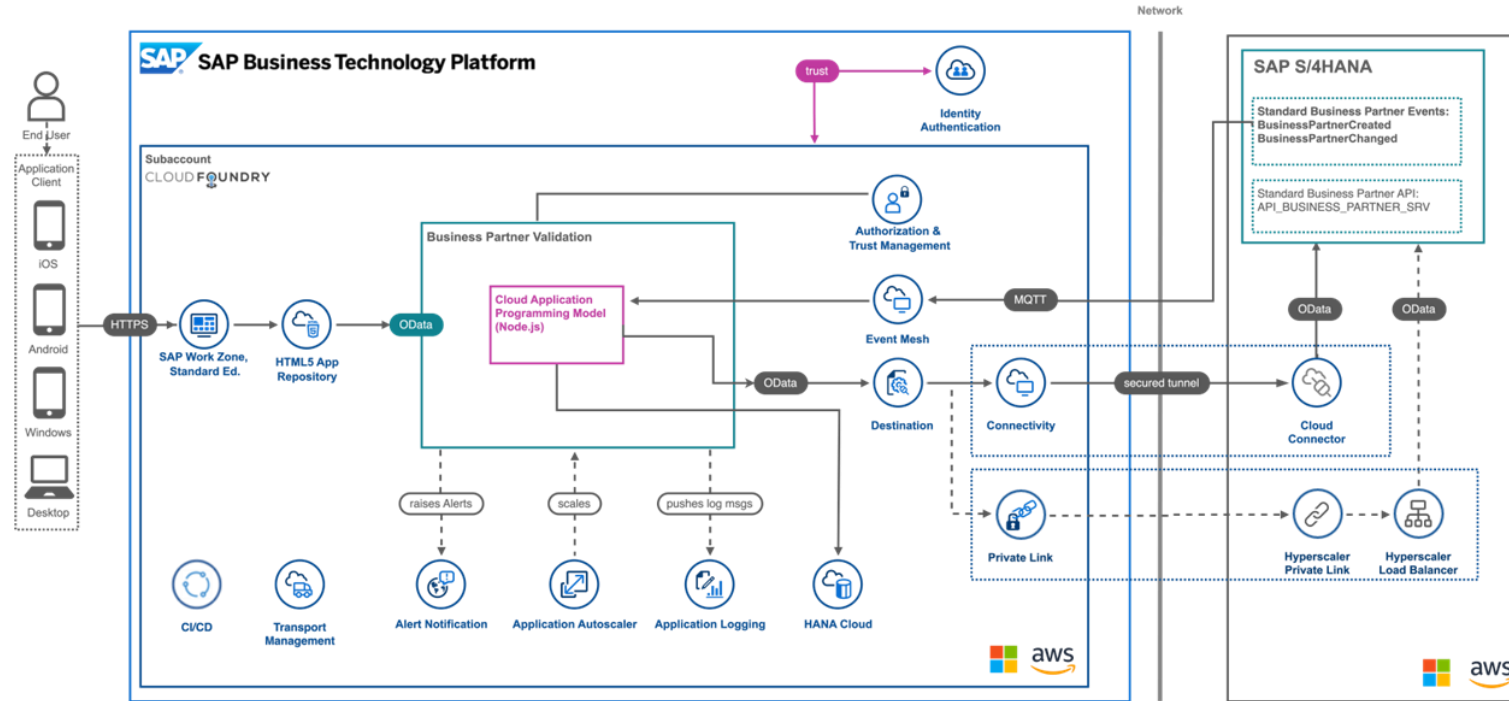 Network
SAP
SAP Business Technology Platform
trust
Identity
Authentication
SAP S/4HANA
Standard Business Partner Events:
BusinessPartnerCreated
BusinessPartnerChanged
Standard Business Partner API:
API_BUSINESS_PARTNER_SRV
End User
Application
Client
iOS
Android
Windows
Desktop
HTTPS
Subaccount
CLOUD FOUNDRY
SAP Work Zone,
Standard Ed.
HTML5 App
Repository
OData
Business Partner Validation
Cloud Application
Programming Model
(Node.js)
Authorization &
Trust Management
MQTT
Event Mesh
OData
Destination
Connectivity
secured tunnel
Cloud
Connector
OData
OData
raises Alerts
scales
pushes log msgs
Private Link
Hyperscaler
Private Link
Hyperscaler
Load Balancer
CI/CD
Transport
Management
Alert Notification
Application Autoscaler
Application Logging
HANA Cloud
aws
aws